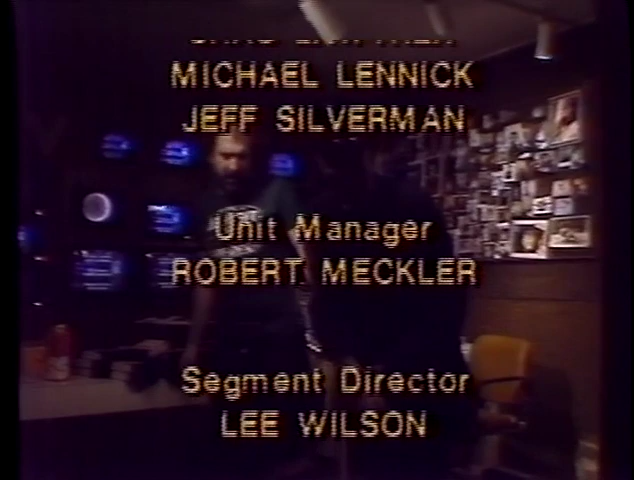 MICHAEL LENNICK
JEFF SILVERMAN
Unit Manager
ROBERT MECKLER
Segment Director
LEE WILSON